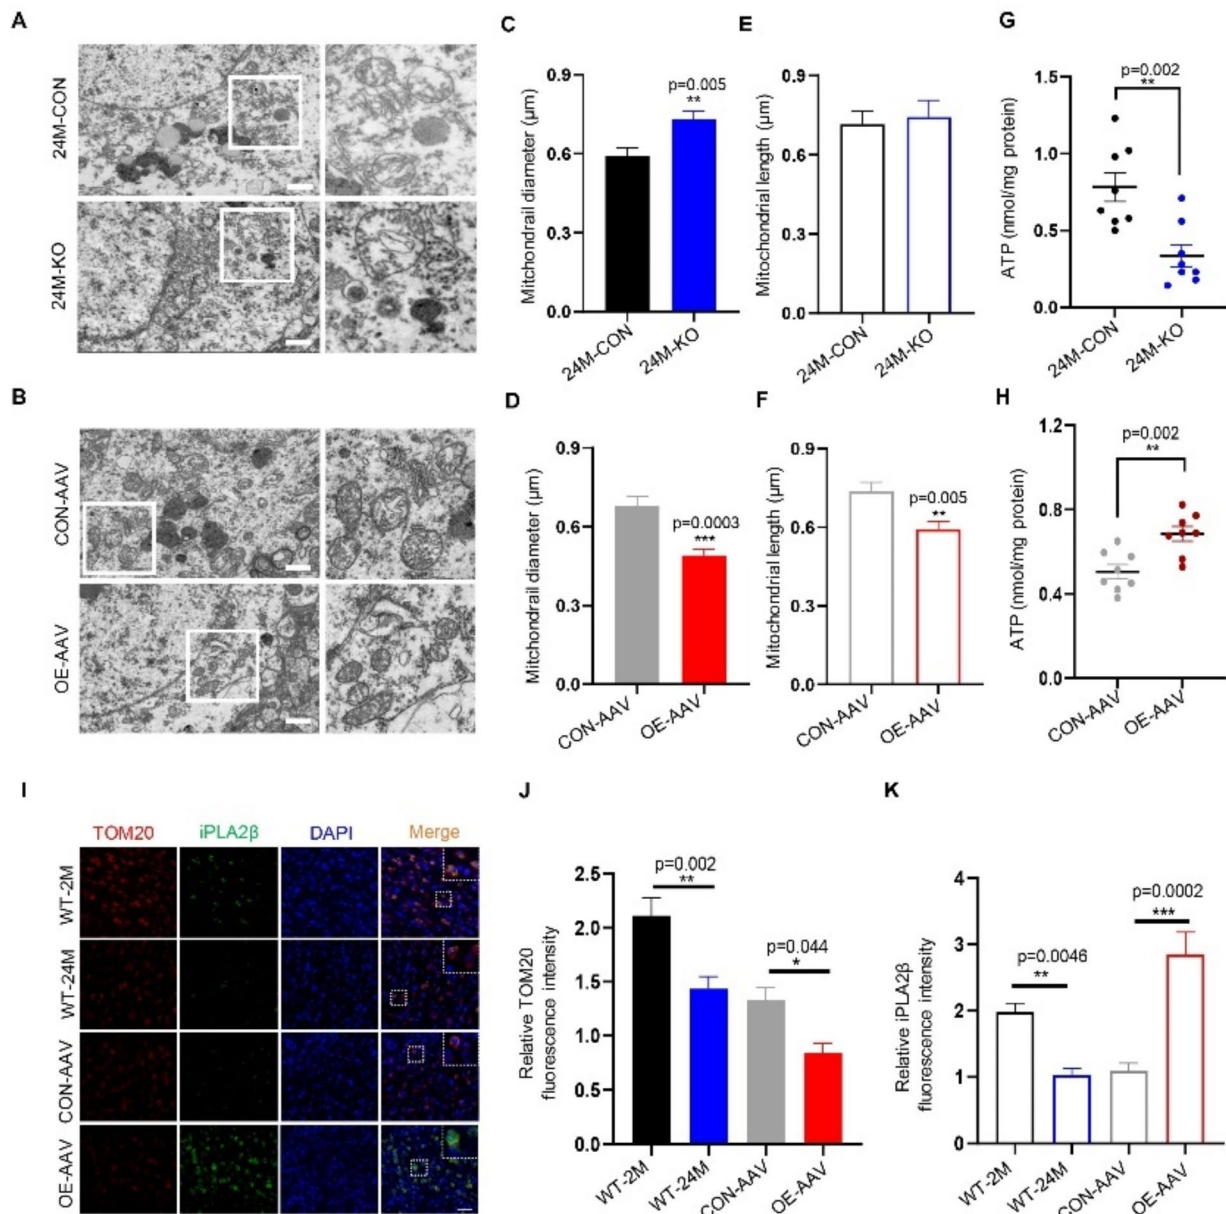 A
24M-CON
24M-KO
B
CON-AAV
OE-AAV
C
Mitchondrail diameter (μm)
0.9
0.6
0.3
0.0
p=0.005
**
24M-CON
24M-KO
D
Mitchondrail diameter (μm)
0.9
0.6
0.3
0.0
p=0.0003
***
CON-AAV
OE-AAV
E
Mitochondrial length (μm)
0.9
0.6
0.3
0.0
24M-CON
24M-KO
F
Mitochondrial length (μm)
0.9
0.6
0.3
0.0
p=0.005
**
CON-AAV
OE-AAV
G
ATP (nmol/mg protein)
1.5
1.0
0.5
0.0
p=0.002
**
24M-CON
24M-KO
H
ATP (nmol/mg protein)
1.2
0.8
0.4
0.0
p=0.002
**
CON-AAV
OE-AAV
I
TOM20 iPLA2β DAPI Merge
WT-2M
WT-24M
CON-AAV
OE-AAV
J
Relative TOM20
fluorescence intensity
2.5
2.0
1.5
1.0
0.5
0.0
p=0.002
**
p=0.044
*
WT-2M
WT-24M
CON-AAV
OE-AAV
K
Relative iPLA2β
fluorescence intensity
4
3
2
1
0
p=0.0046
**
p=0.0002
***
WT-2M
WT-24M
CON-AAV
OE-AAV